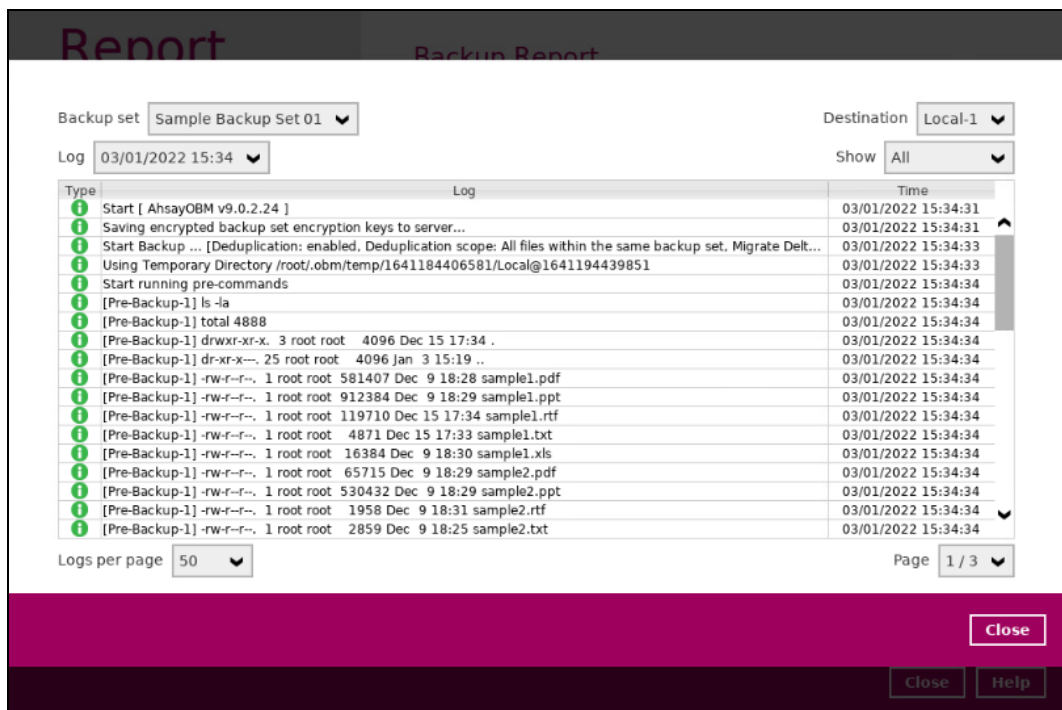 Report
Backup Report
Backup set Sample Backup Set 01 Destination Local-1
Log 03/01/2022 15:34 Show All
Type Log Time
Start [ AhsayOBM v9.0.2.24 ] 03/01/2022 15:34:31
Saving encrypted backup set encryption keys to server... 03/01/2022 15:34:31
Start Backup ... [Deduplication: enabled, Deduplication scope: All files within the same backup set, Migrate Delt... 03/01/2022 15:34:33
Using Temporary Directory /root/.obm/temp/1641184406581/Local@1641194439851 03/01/2022 15:34:33
Start running pre-commands 03/01/2022 15:34:34
[Pre-Backup-1] ls -la 03/01/2022 15:34:34
[Pre-Backup-1] total 4888 03/01/2022 15:34:34
[Pre-Backup-1] drwxr-xr-x. 3 root root 4096 Dec 15 17:34 . 03/01/2022 15:34:34
[Pre-Backup-1] dr-xr-x---. 25 root root 4096 Jan 3 15:19 .. 03/01/2022 15:34:34
[Pre-Backup-1] -rw-r--r--. 1 root root 581407 Dec 9 18:28 sample1.pdf 03/01/2022 15:34:34
[Pre-Backup-1] -rw-r--r--. 1 root root 912384 Dec 9 18:29 sample1.ppt 03/01/2022 15:34:34
[Pre-Backup-1] -rw-r--r--. 1 root root 119710 Dec 15 17:34 sample1.rtf 03/01/2022 15:34:34
[Pre-Backup-1] -rw-r--r--. 1 root root 4871 Dec 15 17:33 sample1.txt 03/01/2022 15:34:34
[Pre-Backup-1] -rw-r--r--. 1 root root 16384 Dec 9 18:30 sample1.xls 03/01/2022 15:34:34
[Pre-Backup-1] -rw-r--r--. 1 root root 65715 Dec 9 18:29 sample2.pdf 03/01/2022 15:34:34
[Pre-Backup-1] -rw-r--r--. 1 root root 530432 Dec 9 18:29 sample2.ppt 03/01/2022 15:34:34
[Pre-Backup-1] -rw-r--r--. 1 root root 1958 Dec 9 18:31 sample2.rtf 03/01/2022 15:34:34
[Pre-Backup-1] -rw-r--r--. 1 root root 2859 Dec 9 18:25 sample2.txt 03/01/2022 15:34:34
Logs per page 50 Page 1 / 3
Close
Close Help